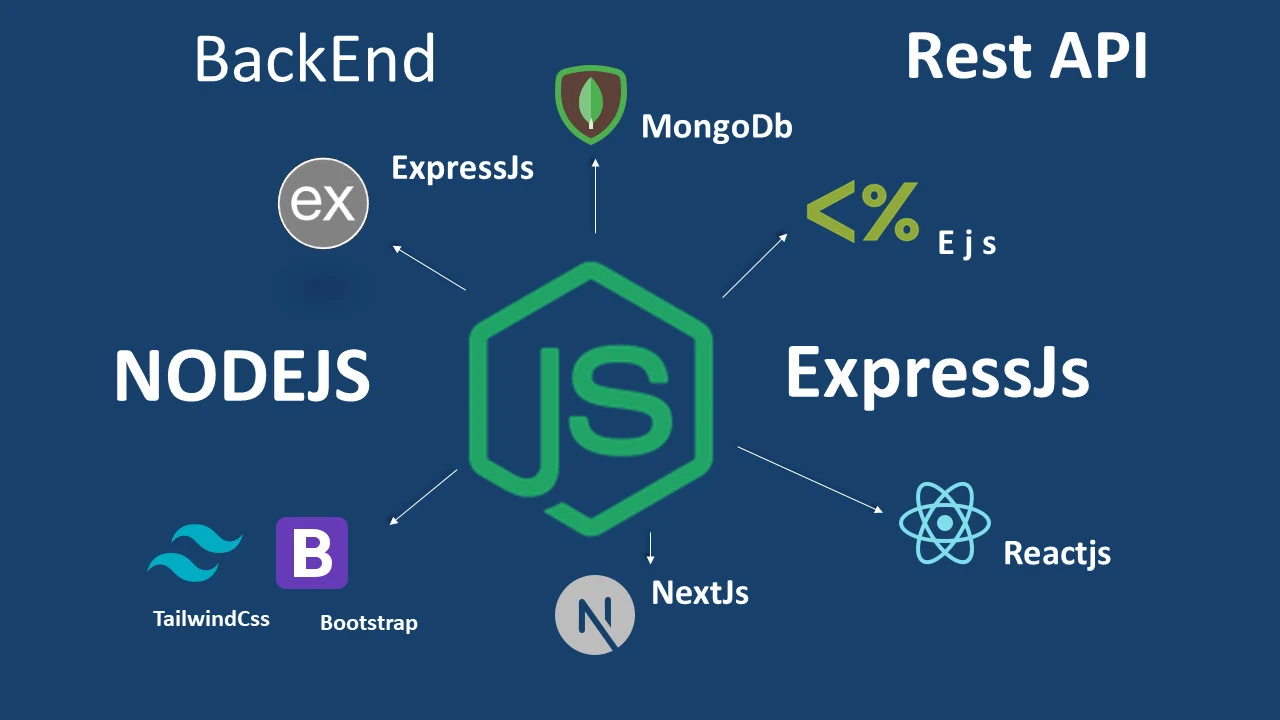 BackEnd
Rest API
MongoDb
ExpressJs
ex
<%
E j s
NODEJS
JS
ExpressJs
B
N
Reactjs
NextJs
TailwindCss
Bootstrap